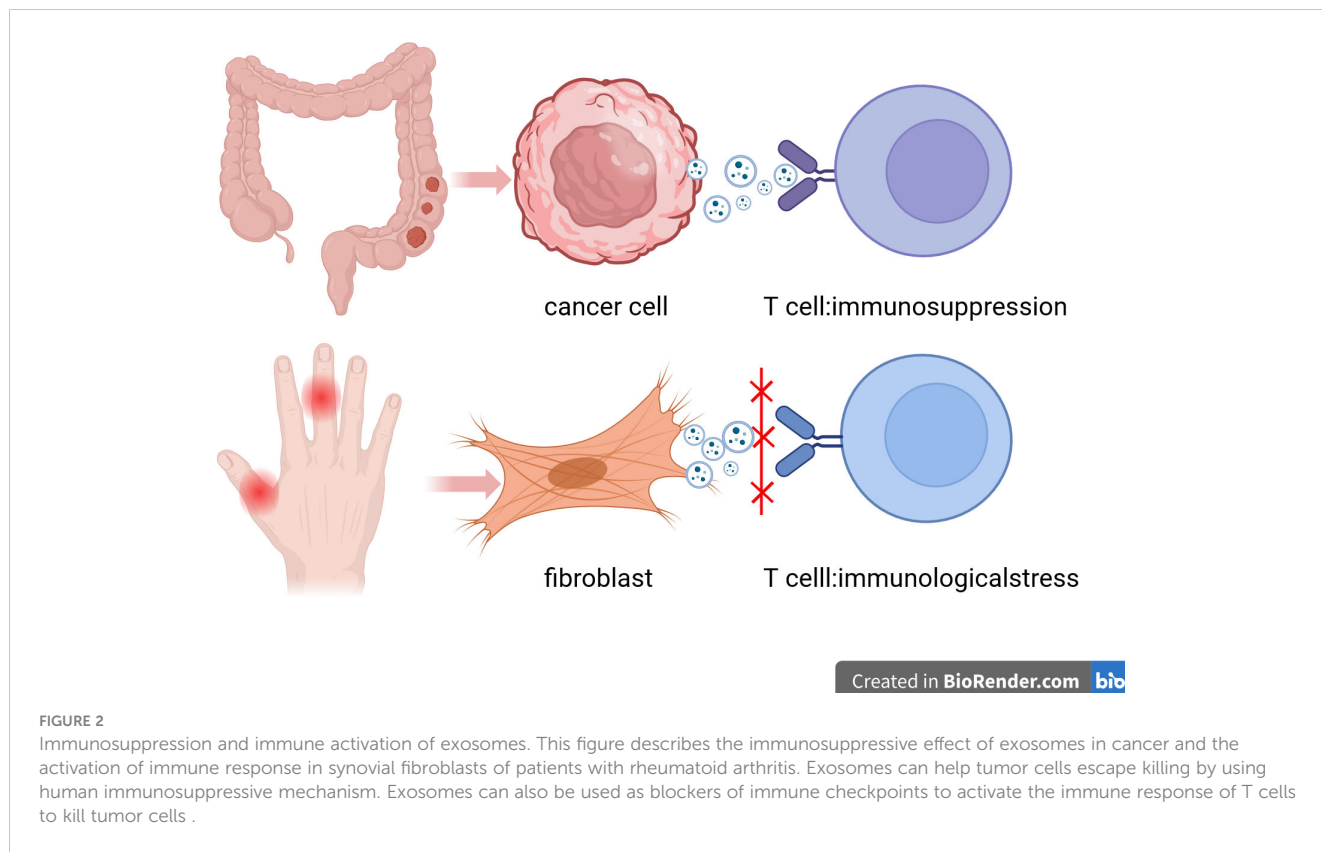 cancer cell
T cell:immunosuppression
fibroblast
T celll:immunologicalstress
Created in BioRender.com bio
FIGURE 2
Immunosuppression and immune activation of exosomes. This figure describes the immunosuppressive effect of exosomes in cancer and the
activation of immune response in synovial fibroblasts of patients with rheumatoid arthritis. Exosomes can help tumor cells escape killing by using
human immunosuppressive mechanism. Exosomes can also be used as blockers of immune checkpoints to activate the immune response of T cells
to kill tumor cells .